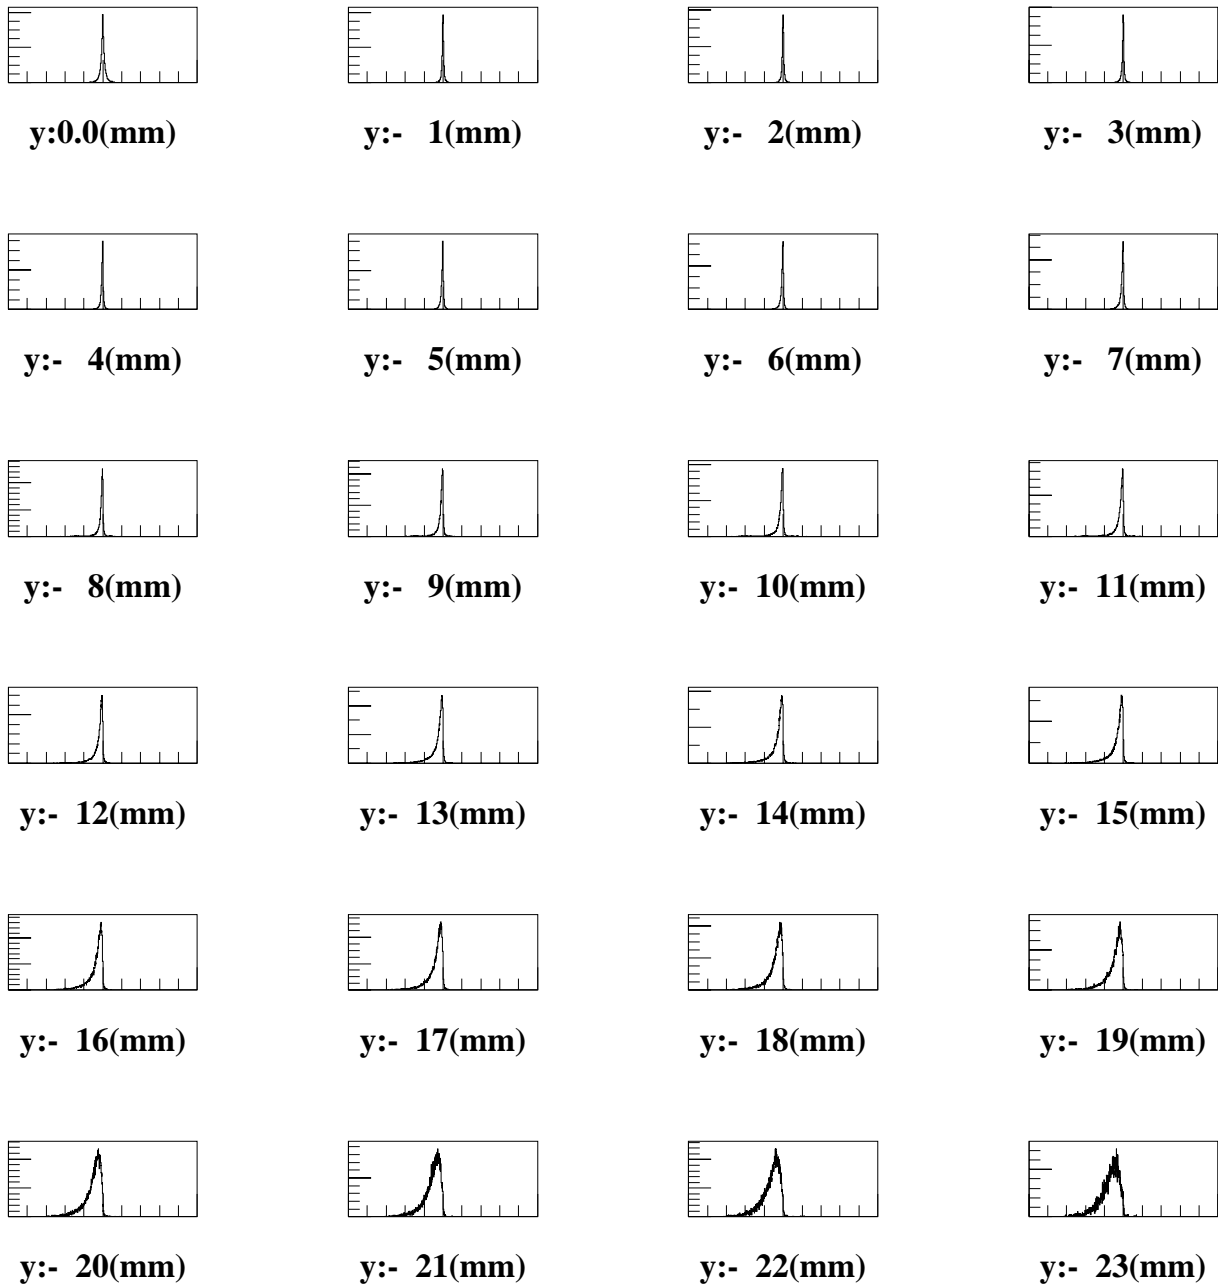 y:0.0(mm) y:- 1(mm) y:- 2(mm) y:- 3(mm)
y:- 4(mm) y:- 5(mm) y:- 6(mm) y:- 7(mm)
y:- 8(mm) y:- 9(mm) y:- 10(mm) y:- 11(mm)
y:- 12(mm) y:- 13(mm) y:- 14(mm) y:- 15(mm)
y:- 16(mm) y:- 17(mm) y:- 18(mm) y:- 19(mm)
y:- 20(mm) y:- 21(mm) y:- 22(mm) y:- 23(mm)